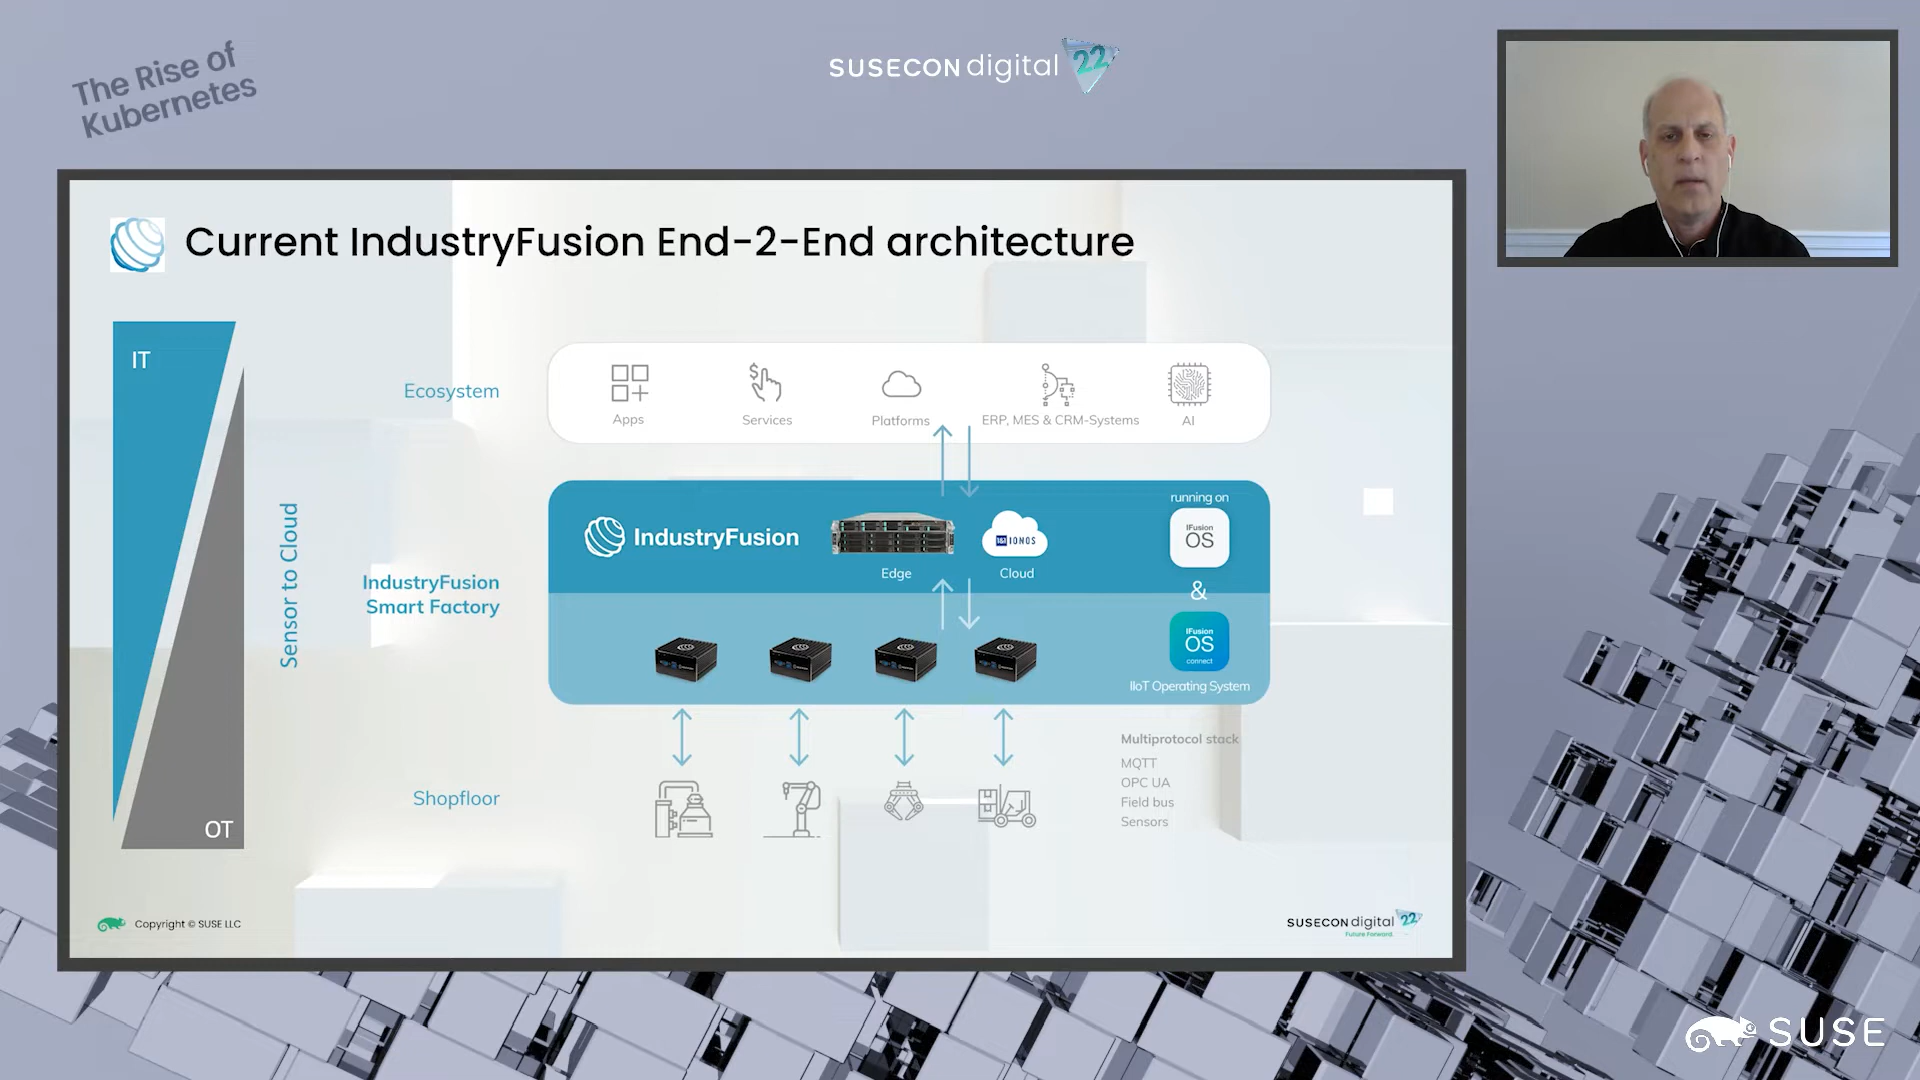 The Rise of
Kubernetes
SUSECON digital 22
Current IndustryFusion End-2-End architecture
IT
OT
Sensor to Cloud
Ecosystem
Apps
Services
Platforms
ERP, MES & CRM-Systems
AI
IndustryFusion
Smart Factory
IndustryFusion
Edge
1&1 IONOS
Cloud
running on
IFusion
OS
&
IFusion
OS
connect
IIoT Operating System
Shopfloor
Multiprotocol stack
MQTT
OPC UA
Field bus
Sensors
Copyright © SUSE LLC
SUSECON digital 22
Future Forward.
SUSE